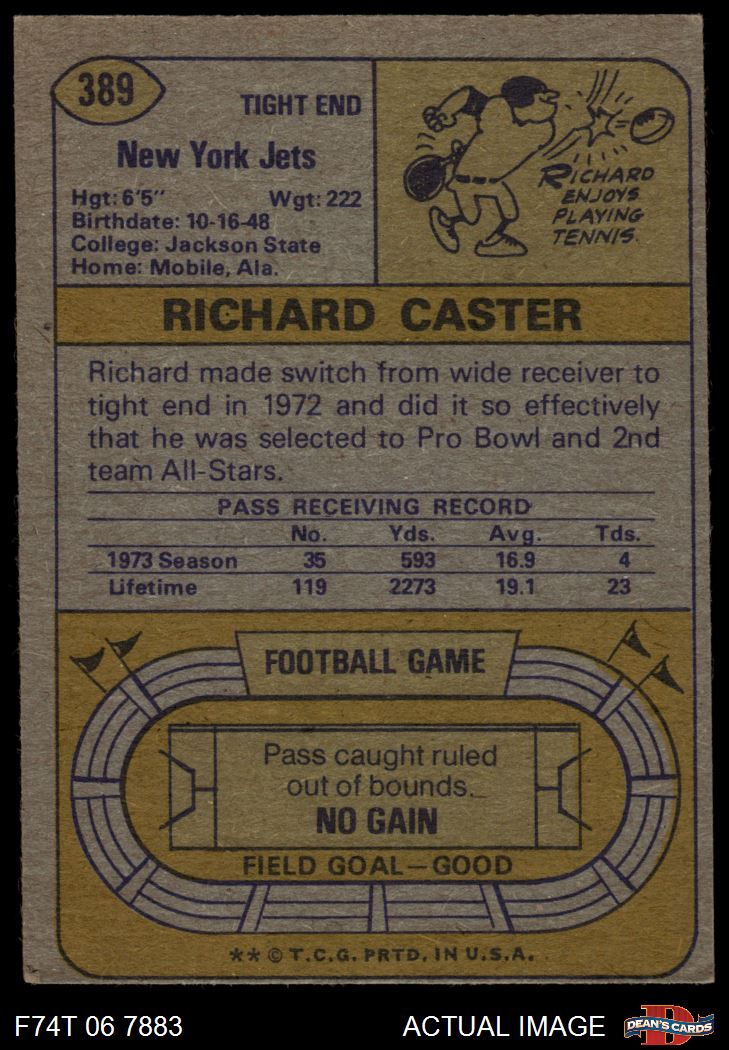 389
TIGHT END
New York Jets
Hgt: 6'5" Wgt: 222
Birthdate: 10-16-48
College: Jackson State
Home: Mobile, Ala.
RICHARD
ENJOYS
PLAYING
TENNIS.
RICHARD CASTER
Richard made switch from wide receiver to
tight end in 1972 and did it so effectively
that he was selected to Pro Bowl and 2nd
team All-Stars.
PASS RECEIVING RECORD
No. Yds. Avg. Tds.
1973 Season 35 593 16.9 4
Lifetime 119 2273 19.1 23
FOOTBALL GAME
Pass caught ruled
out of bounds.
NO GAIN
FIELD GOAL—GOOD
** © T.C.G. PRTD. IN U.S.A.
F74T 06 7883 ACTUAL IMAGE D DEAN'S CARDS